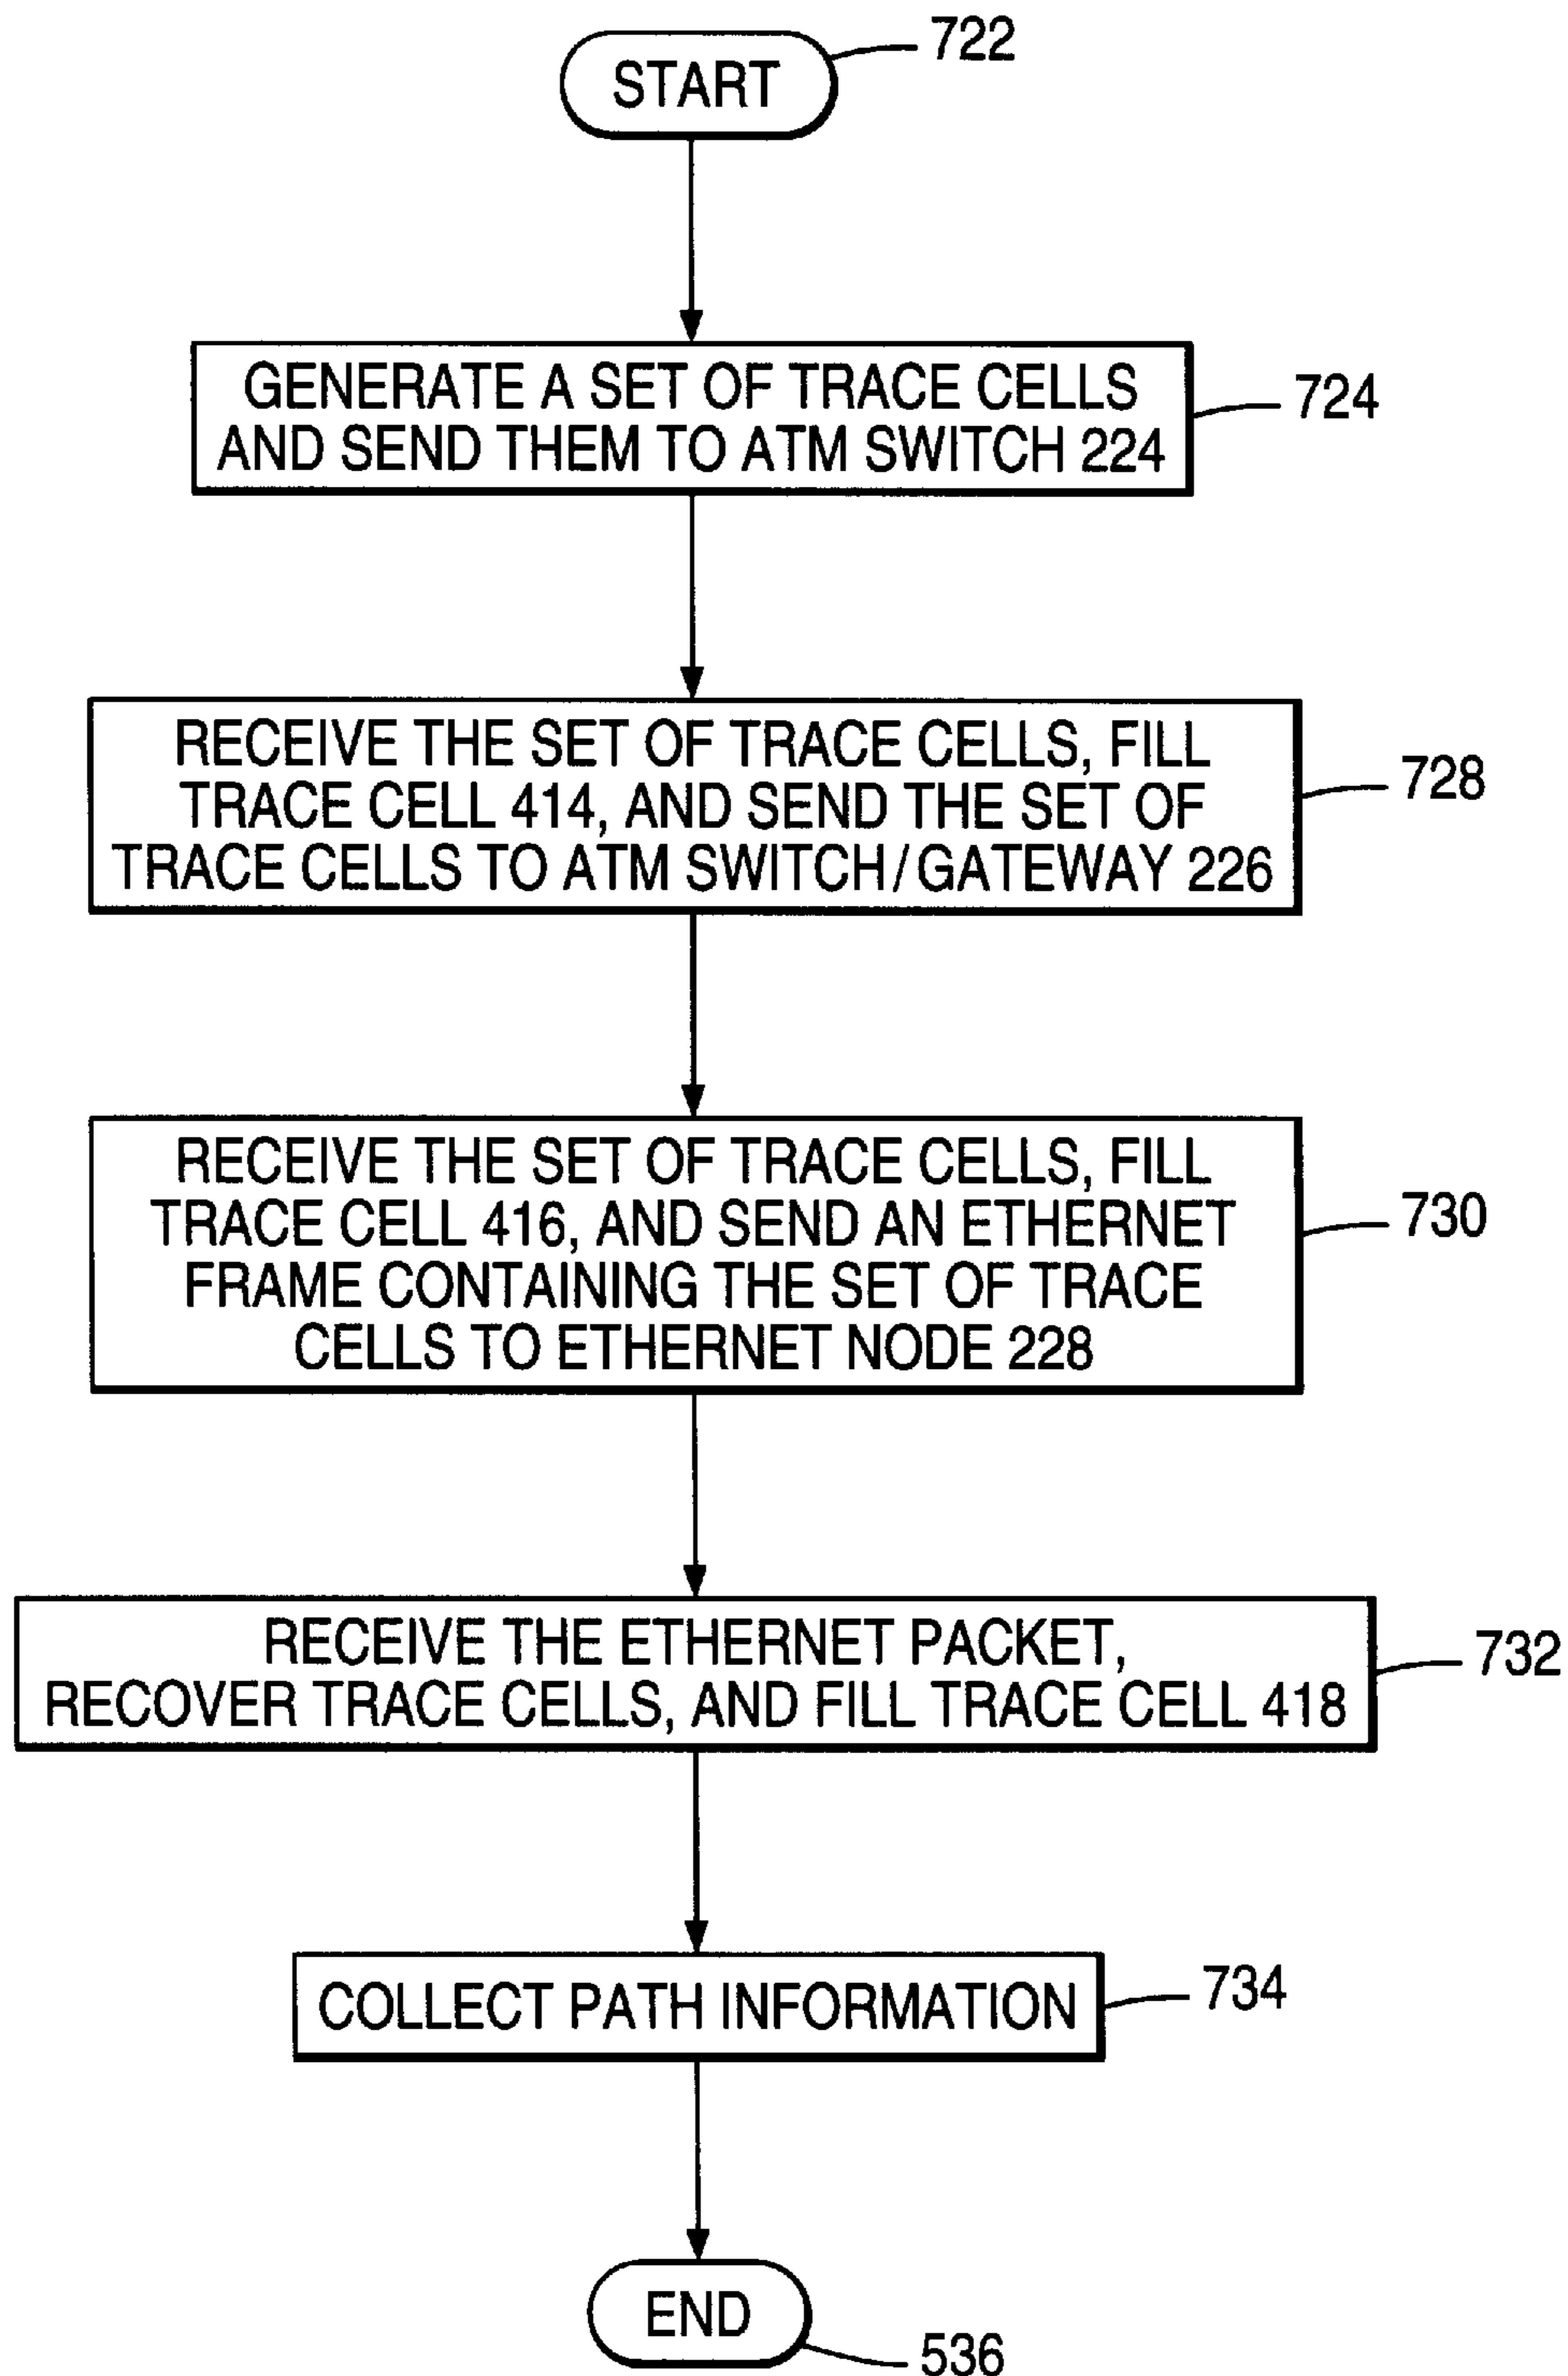 START
722
GENERATE A SET OF TRACE CELLS
AND SEND THEM TO ATM SWITCH 224
724
RECEIVE THE SET OF TRACE CELLS, FILL
TRACE CELL 414, AND SEND THE SET OF
TRACE CELLS TO ATM SWITCH/GATEWAY 226
728
RECEIVE THE SET OF TRACE CELLS, FILL
TRACE CELL 416, AND SEND AN ETHERNET
FRAME CONTAINING THE SET OF TRACE
CELLS TO ETHERNET NODE 228
730
RECEIVE THE ETHERNET PACKET,
RECOVER TRACE CELLS, AND FILL TRACE CELL 418
732
COLLECT PATH INFORMATION
734
END
536